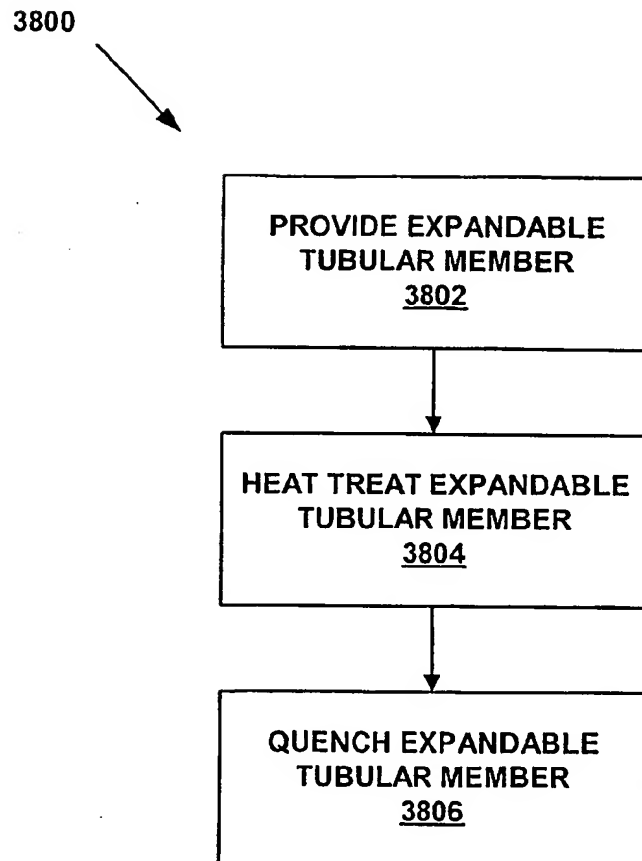 3800
PROVIDE EXPANDABLE
TUBULAR MEMBER
3802
HEAT TREAT EXPANDABLE
TUBULAR MEMBER
3804
QUENCH EXPANDABLE
TUBULAR MEMBER
3806